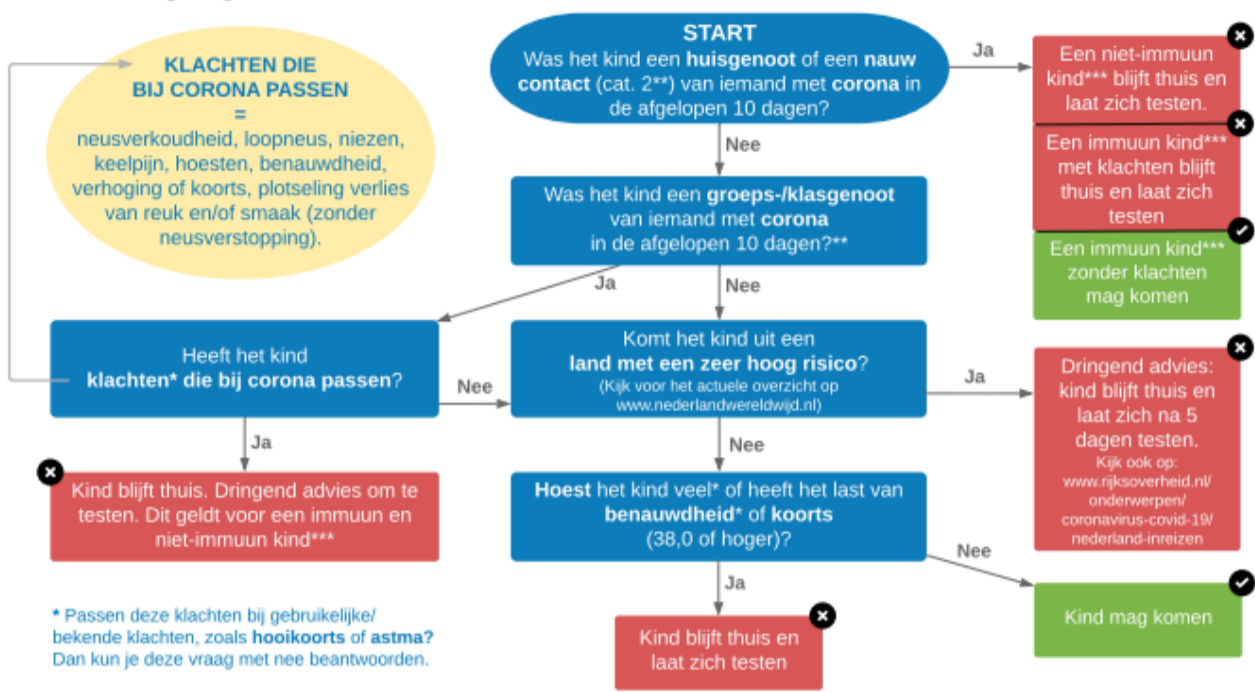 KLACHTEN DIE
BIJ CORONA PASSEN
=
neusverkoudheid, loopneus, niezen,
keelpijn, hoesten, benauwdheid,
verhoging of koorts, plotseling verlies
van reuk en/of smaak (zonder
neusverstopping).
START
Was het kind een huisgenoot of een nauw
contact (cat. 2**) van iemand met corona in
de afgelopen 10 dagen?
Ja
Een niet-immuun
kind*** blijft thuis en
laat zich testen.
Een immuun kind***
met klachten blijft
thuis en laat zich
testen
Een immuun kind***
zonder klachten
mag komen
Nee
Was het kind een groeps-/klasgenoot
van iemand met corona
in de afgelopen 10 dagen?**
Ja
Nee
Heeft het kind
klachten* die bij corona passen?
Nee
Komt het kind uit een
land met een zeer hoog risico?
(Kijk voor het actuele overzicht op
www.nederlandwereldwijd.nl)
Ja
Dringend advies:
kind blijft thuis en
laat zich na 5
dagen testen.
Kijk ook op:
www.rijksoverheid.nl/
onderwerpen/
coronavirus-covid-19/
nederland-inreizen
Ja
Nee
Kind blijft thuis. Dringend advies om te
testen. Dit geldt voor een immuun en
niet-immuun kind***
Hoest het kind veel* of heeft het last van
benauwdheid* of koorts
(38,0 of hoger)?
Nee
Ja
Kind mag komen
Kind blijft thuis en
laat zich testen
* Passen deze klachten bij gebruikelijke/
bekende klachten, zoals hooikoorts of astma?
Dan kun je deze vraag met nee beantwoorden.